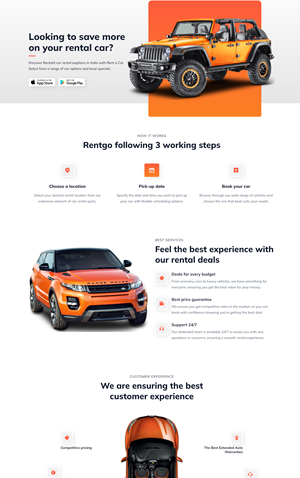 Looking to save more
on your rental car?
Discover RentalX car rental options in India with Rent a Car
Select from a range of car options and local specials.
App Store
Google Play
HOW IT WORKS
Rentgo following 3 working steps
Choose a location
Select your desired rental location from our
extensive network of car rental spots.
Pick-up date
Specify the date and time you wish to pick up
your car with flexible scheduling options.
Book your car
Browse through our wide range of vehicles and
choose the one that best suits your needs.
BEST SERVICES
Feel the best experience with
our rental deals
Deals for every budget
From economy cars to luxury vehicles, we have something for
everyone, ensuring you get the best value for your money.
Best price guarantee
We ensure you get competitive rates in the market, so you can
book with confidence knowing you're getting the best deal.
Support 24/7
Our dedicated team is available 24/7 to assist you with any
questions or concerns, ensuring a smooth rental experience.
CUSTOMER EXPERIENCE
We are ensuring the best
customer experience
Competitive pricing
The Best Extended Auto
Warranties